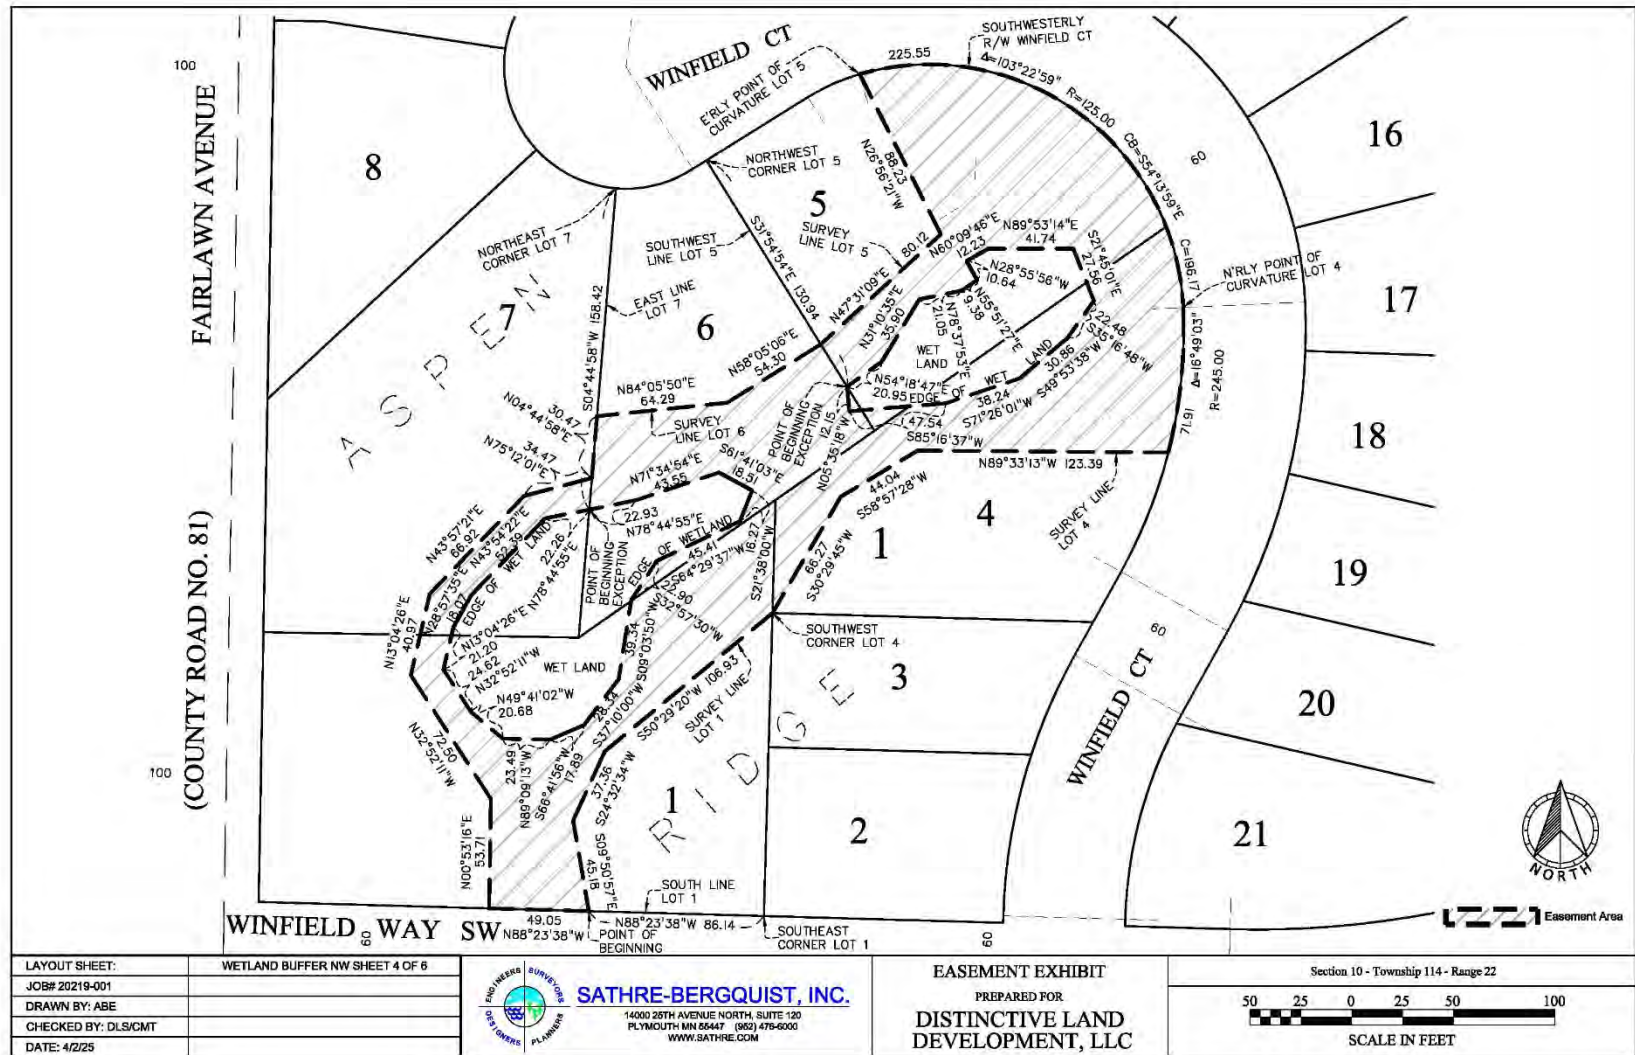 SOUTHWESTERLY
R/W WINFIELD CT
WINFIELD CT
225.55
Δ=103°22'59"
R=125.00
CB=S54°13'59"E
C=196.17
E'RLY POINT OF
CURVATURE LOT 5
100
FAIRLAWN AVENUE
(COUNTY ROAD NO. 81)
100
8
16
60
NORTHWEST
CORNER LOT 5
88.23
N26°56'21"W
5
SURVEY
LINE LOT 5
80.12
N47°31'09"E
N60°09'46"E
12.23
N89°53'14"E
41.74
S21°45'01"E
27.56
N28°55'56"W
10.64
N55°51'27"E
9.38
N78°37'53"E
21.05
N31°10'35"E
35.90
22.48
S35°16'48"W
30.86
S49°53'38"W
38.24
S71°26'01"W
47.54
S85°16'37"W
N54°18'47"E
20.95
EDGE OF WET LAND
WET
LAND
N'RLY POINT OF
CURVATURE LOT 4
Δ=16°49'03"
R=245.00
71.91
17
NORTHEAST
CORNER LOT 7
SOUTHWEST
LINE LOT 5
S31°54'54"E 130.94
EAST LINE
LOT 7
S04°44'58"W 158.42
7
6
ASPEN
N58°05'06"E
54.30
N84°05'50"E
64.29
30.47
N04°44'58"E
34.47
N75°12'01"E
SURVEY
LINE LOT 6
POINT OF
BEGINNING
EXCEPTION
12.15
N05°35'18"W
S61°41'03"E
18.51
N71°34'54"E
43.55
22.93
N78°44'55"E
N89°33'13"W 123.39
SURVEY LINE
LOT 4
44.04
S58°57'28"W
18
4
1
19
66.27
S30°29'45"W
16.27
S21°38'00"W
45.41
S64°29'37"W
22.90
S32°57'30"W
EDGE OF WETLAND
39.34
S09°03'50"W
POINT OF
BEGINNING
EXCEPTION
22.26
N78°44'55"E
N43°57'21"E
66.92
N43°54'22"E
52.39
EDGE OF WET LAND
N28°57'35"E
18.07
N13°04'26"E
40.97
N13°04'26"E
21.20
24.62
N32°52'11"W
N49°41'02"W
20.68
WET LAND
SOUTHWEST
CORNER LOT 4
S50°29'20"W 106.93
SURVEY LINE
LOT 1
28.34
S37°10'00"W
72.50
N32°52'11"W
23.49
N89°09'13"W
S66°41'56"W
17.89
37.36
S24°32'34"W
3
RIDGE
WINFIELD CT
60
20
N00°53'16"E
53.71
S09°50'57"E
45.18
1
2
21
SOUTH LINE
LOT 1
WINFIELD WAY SW
60
49.05
N88°23'38"W
N88°23'38"W 86.14
POINT OF
BEGINNING
SOUTHEAST
CORNER LOT 1
60
NORTH
Easement Area
LAYOUT SHEET: WETLAND BUFFER NW SHEET 4 OF 6
JOB# 20219-001
DRAWN BY: ABE
CHECKED BY: DLS/CMT
DATE: 4/2/25
ENGINEERS SURVEYORS
DESIGNERS PLANNERS
SATHRE-BERGQUIST, INC.
14000 25TH AVENUE NORTH, SUITE 120
PLYMOUTH MN 55447 (952) 476-6000
WWW.SATHRE.COM
EASEMENT EXHIBIT
PREPARED FOR
DISTINCTIVE LAND
DEVELOPMENT, LLC
Section 10 - Township 114 - Range 22
50 25 0 25 50 100
SCALE IN FEET